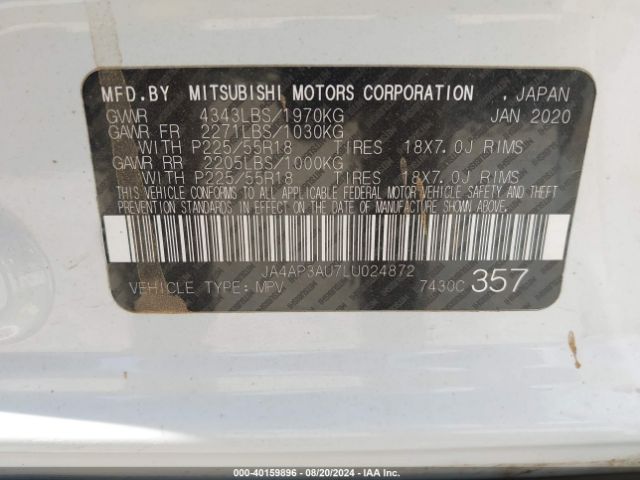 MFD.BY MITSUBISHI MOTORS CORPORATION . JAPAN
GVWR 4343LBS/1970KG JAN 2020
GAWR FR 2271LBS/1030KG
WITH P225/55R18 TIRES 18X7.0J RIMS
GAWR RR 2205LBS/1000KG
WITH P225/55R18 TIRES 18X7.0J RIMS
THIS VEHICLE CONFORMS TO ALL APPLICABLE FEDERAL MOTOR VEHICLE SAFETY AND THEFT
PREVENTION STANDARDS IN EFFECT ON THE DATE OF MANUFACTURE SHOWN ABOVE.
JA4AP3AU7LU024872
VEHICLE TYPE: MPV 7430C 357
000-40159896 - 08/20/2024 - IAA Copart